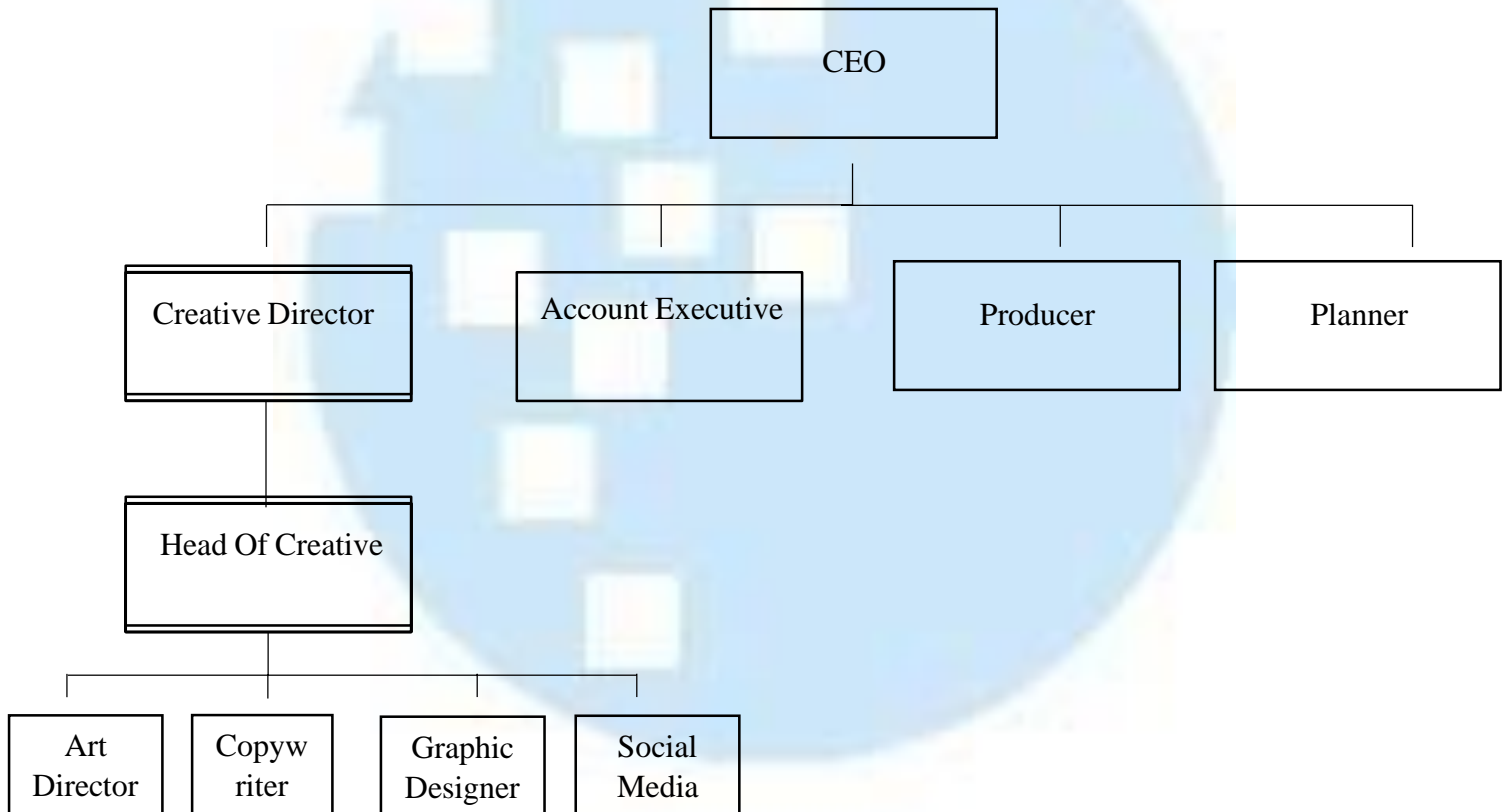 CEO
Creative Director
Account Executive
Producer
Planner
Head Of Creative
Art
Director
Copyw
riter
Graphic
Designer
Social
Media